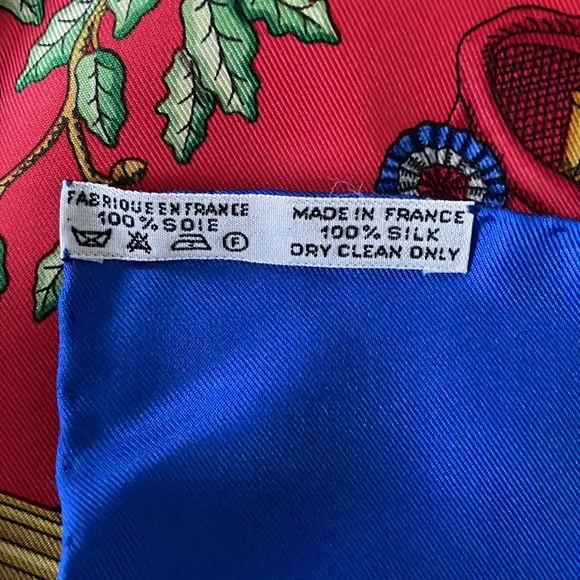 FABRIQUE EN FRANCE
100% SOIE
F
MADE IN FRANCE
100% SILK
DRY CLEAN ONLY